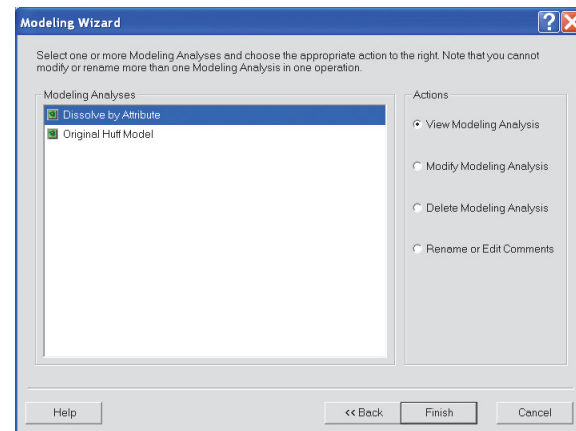 Modeling Wizard
Select one or more Modeling Analyses and choose the appropriate action to the right. Note that you cannot
modify or rename more than one Modeling Analysis in one operation.
Modeling Analyses
Dissolve by Attribute
Original Huff Model
Actions
View Modeling Analysis
Modify Modeling Analysis
Delete Modeling Analysis
Rename or Edit Comments
Help
<< Back
Finish
Cancel